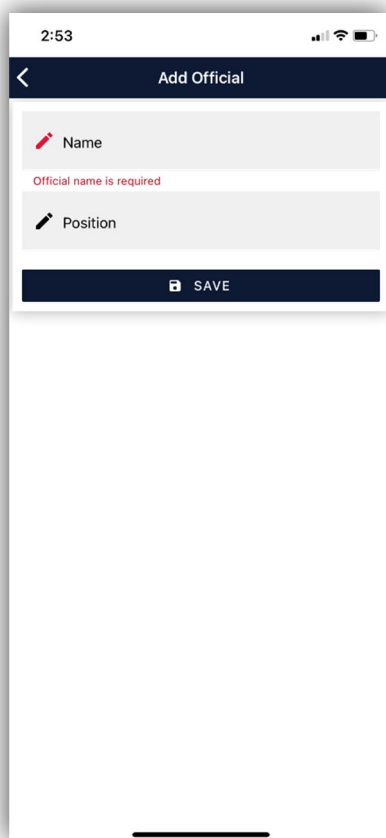 2:53
Add Official
Name
Official name is required
Position
SAVE